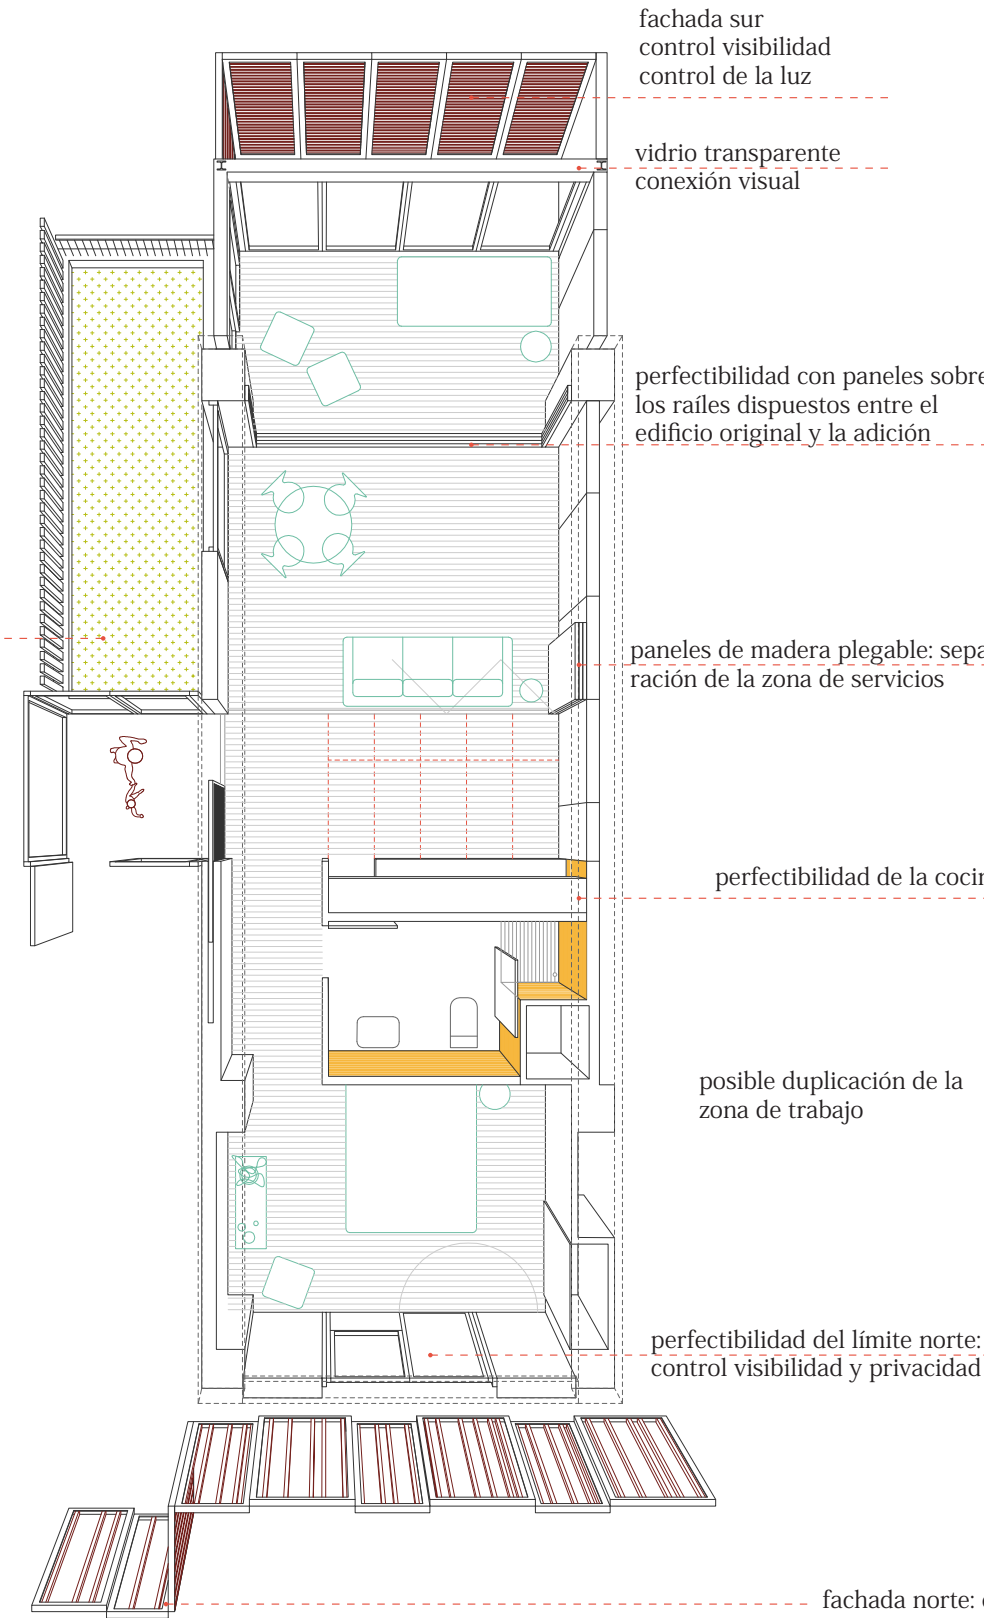 fachada sur
control visibilidad
control de la luz
vidrio transparente
conexión visual
perfectibilidad con paneles sobre
los raíles dispuestos entre el
edificio original y la adición
paneles de madera plegable: sepa
ración de la zona de servicios
perfectibilidad de la
posible duplicación de la
zona de trabajo
perfectibilidad del límite norte:
control visibilidad y privacidad
fachada norte: